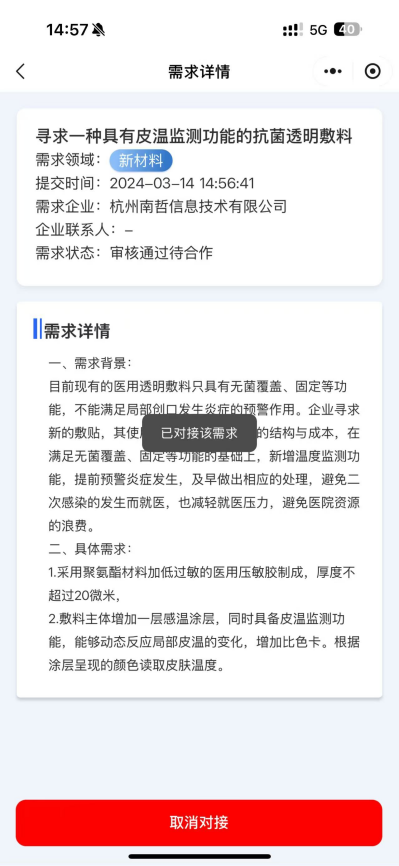 14:57
5G
40
需求详情
寻求一种具有皮温监测功能的抗菌透明敷料
需求领域： 新材料
提交时间：2024-03-14 14:56:41
需求企业：杭州南哲信息技术有限公司
企业联系人：-
需求状态：审核通过待合作
需求详情
一、需求背景：
目前现有的医用透明敷料只具有无菌覆盖、固定等功
能，不能满足局部创口发生炎症的预警作用。企业寻求
新的敷贴，其使
的结构与成本，在
已对接该需求
满足无菌覆盖、固定等功能的基础上，新增温度监测功
能，提前预警炎症发生，及早做出相应的处理，避免二
次感染的发生而就医，也减轻就医压力，避免医院资源
的浪费。
二、具体需求：
1.采用聚氨酯材料加低过敏的医用压敏胶制成，厚度不
超过20微米，
2.敷料主体增加一层感温涂层，同时具备皮温监测功
能，能够动态反应局部皮温的变化，增加比色卡。根据
涂层呈现的颜色读取皮肤温度。
取消对接